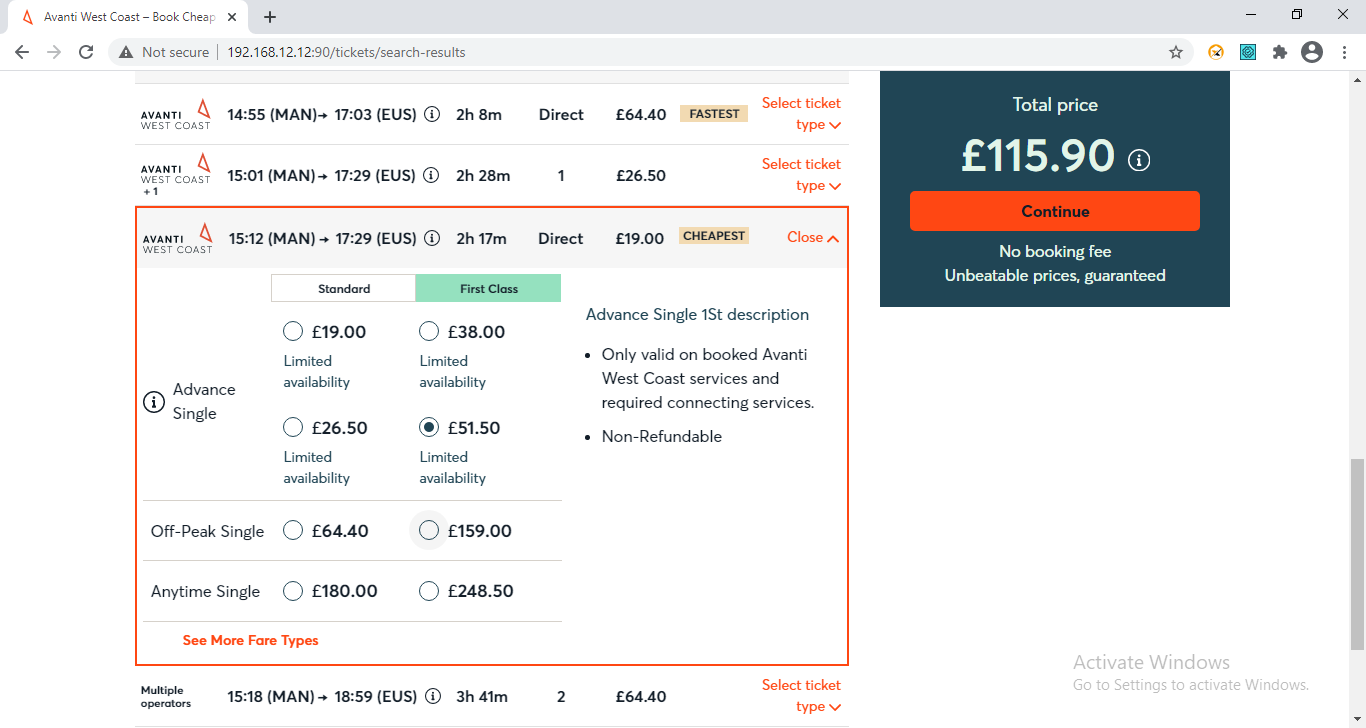 Avanti West Coast – Book Cheap
Not secure
192.168.12.12:90/tickets/search-results
AVANTI
WEST COAST
14:55 (MAN)→ 17:03 (EUS) i 2h 8m Direct £64.40 FASTEST
Select ticket
type
AVANTI
WEST COAST
+ 1
15:01 (MAN)→ 17:29 (EUS) i 2h 28m 1 £26.50
Select ticket
type
AVANTI
WEST COAST
15:12 (MAN)→ 17:29 (EUS) i 2h 17m Direct £19.00 CHEAPEST Close
Standard First Class
i Advance
Single
£19.00 £38.00
Limited
availability
Limited
availability
£26.50 £51.50
Limited
availability
Limited
availability
Advance Single 1St description
• Only valid on booked Avanti
West Coast services and
required connecting services.
• Non-Refundable
Off-Peak Single £64.40 £159.00
Anytime Single £180.00 £248.50
See More Fare Types
Multiple
operators
15:18 (MAN)→ 18:59 (EUS) i 3h 41m 2 £64.40
Select ticket
type
Total price
£115.90 i
Continue
No booking fee
Unbeatable prices, guaranteed
Activate Windows
Go to Settings to activate Windows.